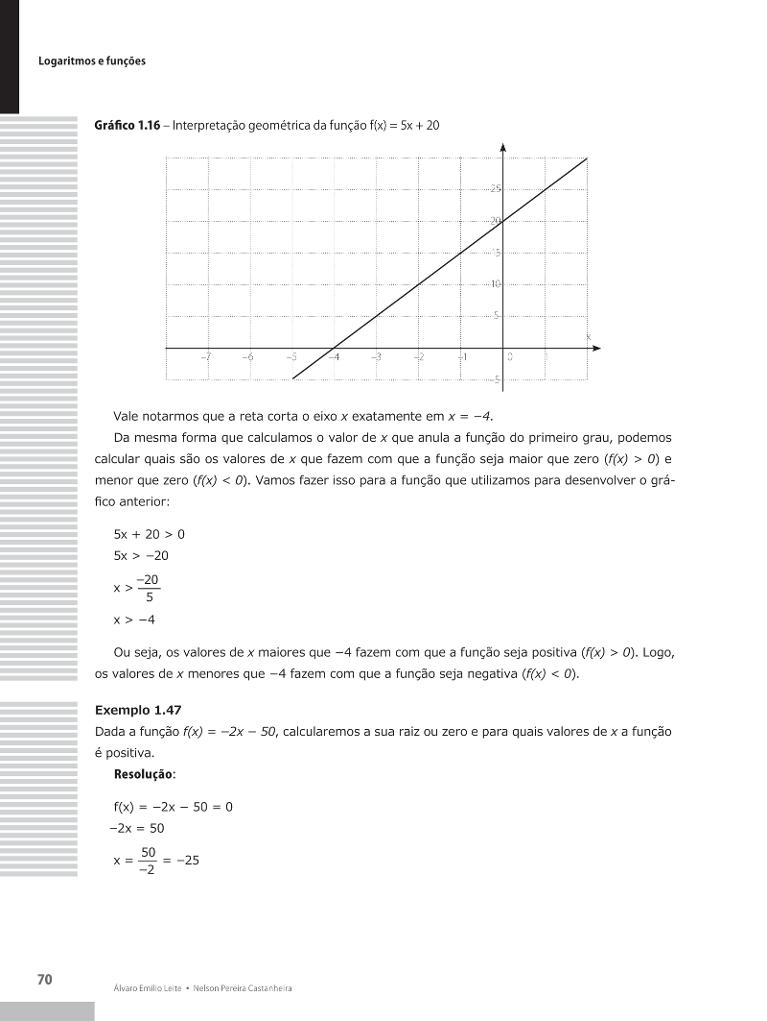 Logaritmos e funções
Gráfico 1.16 – Interpretação geométrica da função f(x) = 5x + 20
25
20
15
10
5
x
–7 –6 –5 –4 –3 –2 –1 0 1
–5
Vale notarmos que a reta corta o eixo x exatamente em x = −4.
Da mesma forma que calculamos o valor de x que anula a função do primeiro grau, podemos
calcular quais são os valores de x que fazem com que a função seja maior que zero (f(x) > 0) e
menor que zero (f(x) < 0). Vamos fazer isso para a função que utilizamos para desenvolver o grá-
fico anterior:
5x + 20 > 0
5x > −20
x > −20/5
x > −4
Ou seja, os valores de x maiores que −4 fazem com que a função seja positiva (f(x) > 0). Logo,
os valores de x menores que −4 fazem com que a função seja negativa (f(x) < 0).
Exemplo 1.47
Dada a função f(x) = −2x − 50, calcularemos a sua raiz ou zero e para quais valores de x a função
é positiva.
Resolução:
f(x) = −2x − 50 = 0
−2x = 50
x = 50/−2 = −25
70
Álvaro Emílio Leite • Nelson Pereira Castanheira